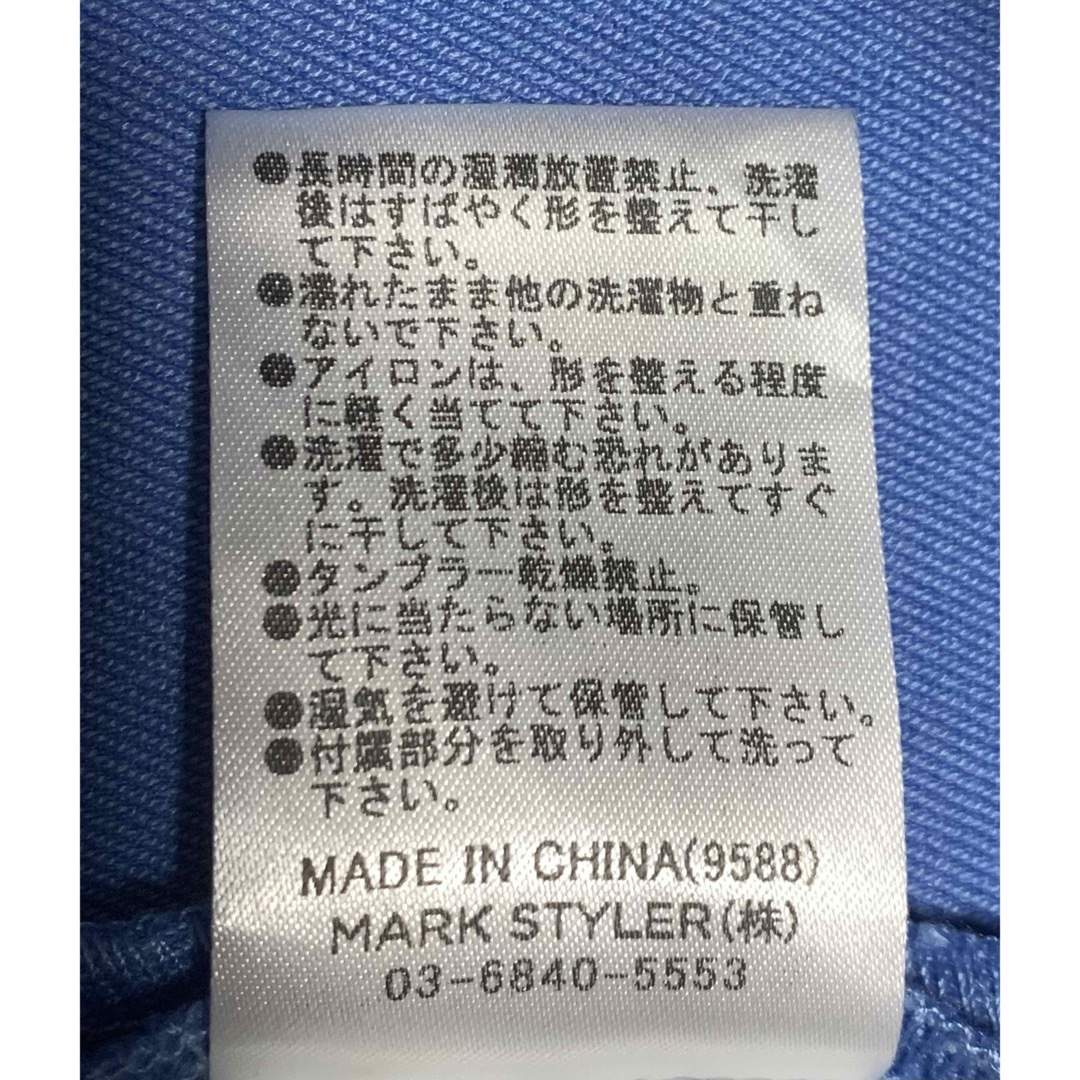 ●長時間の湿潤放置禁止、洗濯
後はすばやく形を整えて干し
て下さい。
●濡れたまま他の洗濯物と重ね
ないで下さい。
●アイロンは、形を整える程度
に軽く当てて下さい。
●洗濯で多少縮む恐れがありま
す。洗濯後は形を整えてすぐ
に干して下さい。
●タンブラー乾燥禁止。
●光に当たらない場所に保管し
て下さい。
●湿気を避けて保管して下さい。
●付属部分を取り外して洗って
下さい。
MADE IN CHINA(9588)
MARK STYLER(株)
03-6840-5553